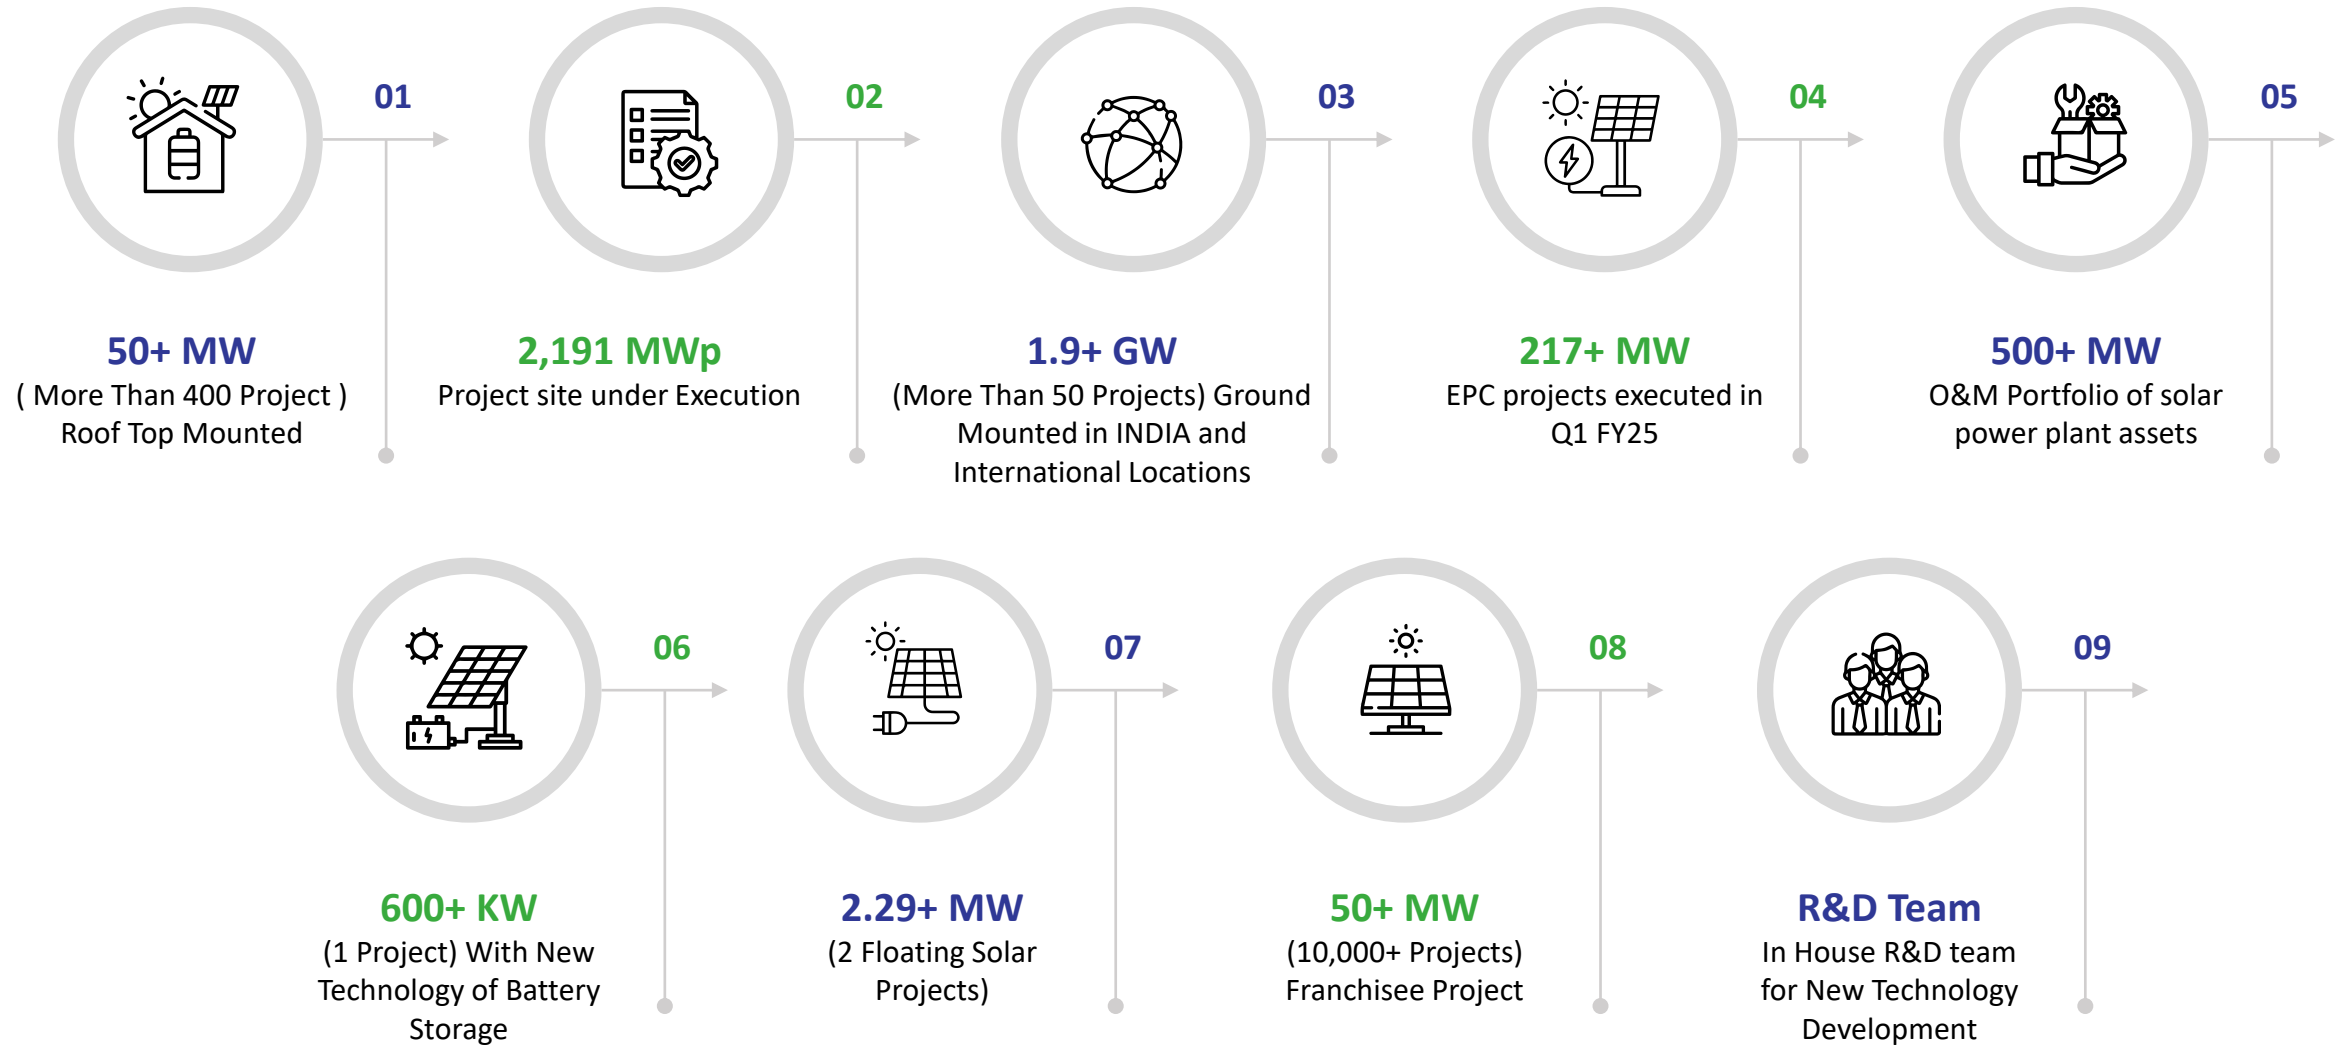 01
50+ MW
( More Than 400 Project )
Roof Top Mounted
02
2,191 MWp
Project site under Execution
03
1.9+ GW
(More Than 50 Projects) Ground
Mounted in INDIA and
International Locations
04
217+ MW
EPC projects executed in
Q1 FY25
05
500+ MW
O&M Portfolio of solar
power plant assets
06
600+ KW
(1 Project) With New
Technology of Battery
Storage
07
2.29+ MW
(2 Floating Solar
Projects)
08
50+ MW
(10,000+ Projects)
Franchisee Project
09
R&D Team
In House R&D team
for New Technology
Development